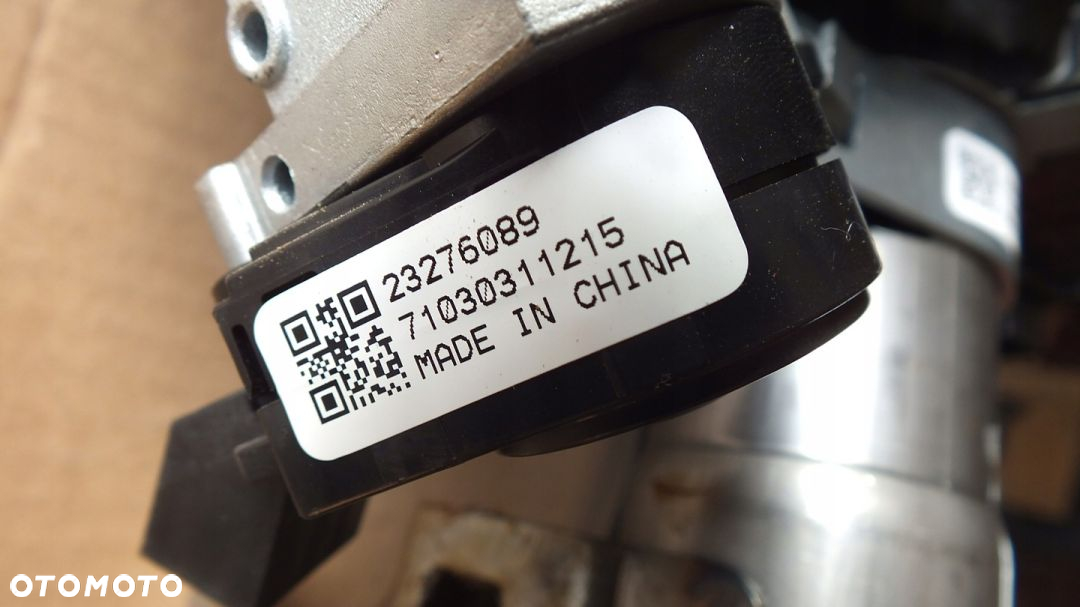 23276089
71030311215
MADE IN CHINA
OTOMOTO